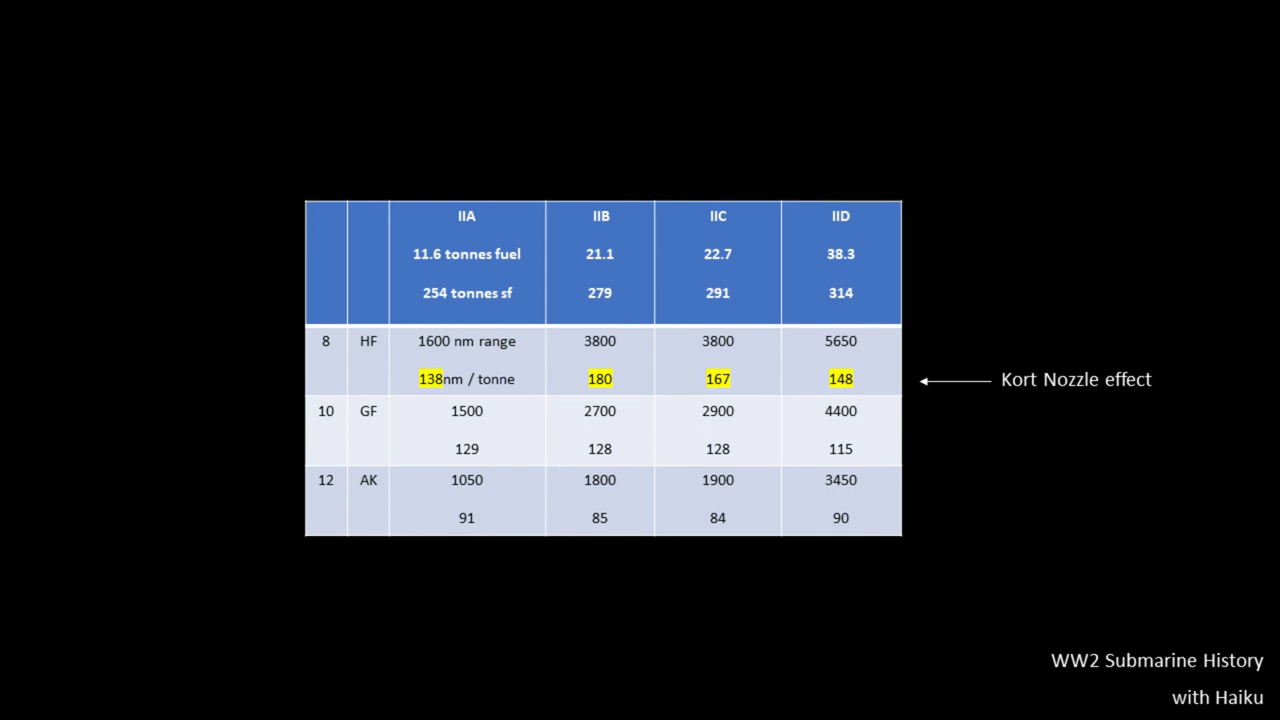 IIA IIB IIC IID
11.6 tonnes fuel 21.1 22.7 38.3
254 tonnes sf 279 291 314
8 HF 1600 nm range 3800 3800 5650
138nm / tonne 180 167 148 Kort Nozzle effect
10 GF 1500 2700 2900 4400
129 128 128 115
12 AK 1050 1800 1900 3450
91 85 84 90
WW2 Submarine History
with Haiku